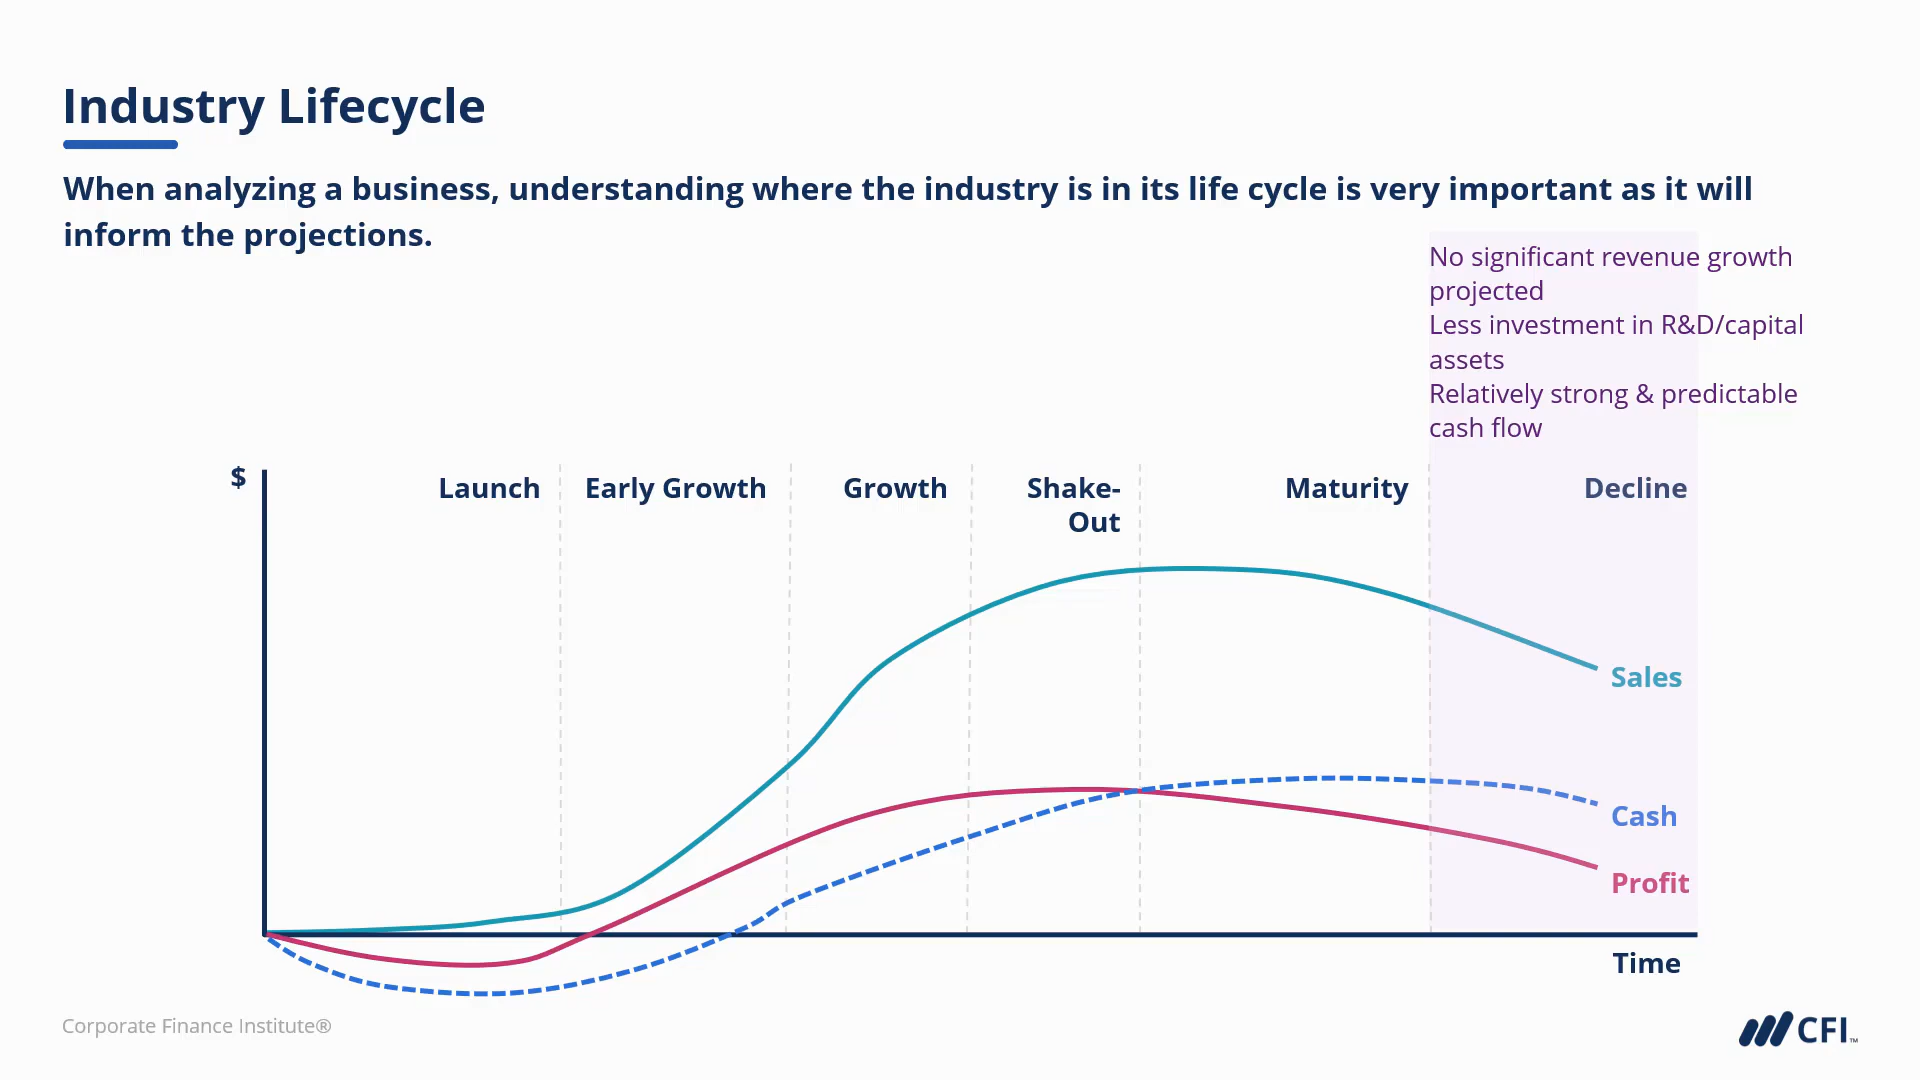 Industry Lifecycle
When analyzing a business, understanding where the industry is in its life cycle is very important as it will
inform the projections.
No significant revenue growth
projected
Less investment in R&D/capital
assets
Relatively strong & predictable
cash flow
$
Launch
Early Growth
Growth
Shake-
Out
Maturity
Decline
Sales
Cash
Profit
Time
Corporate Finance Institute®
CFI™